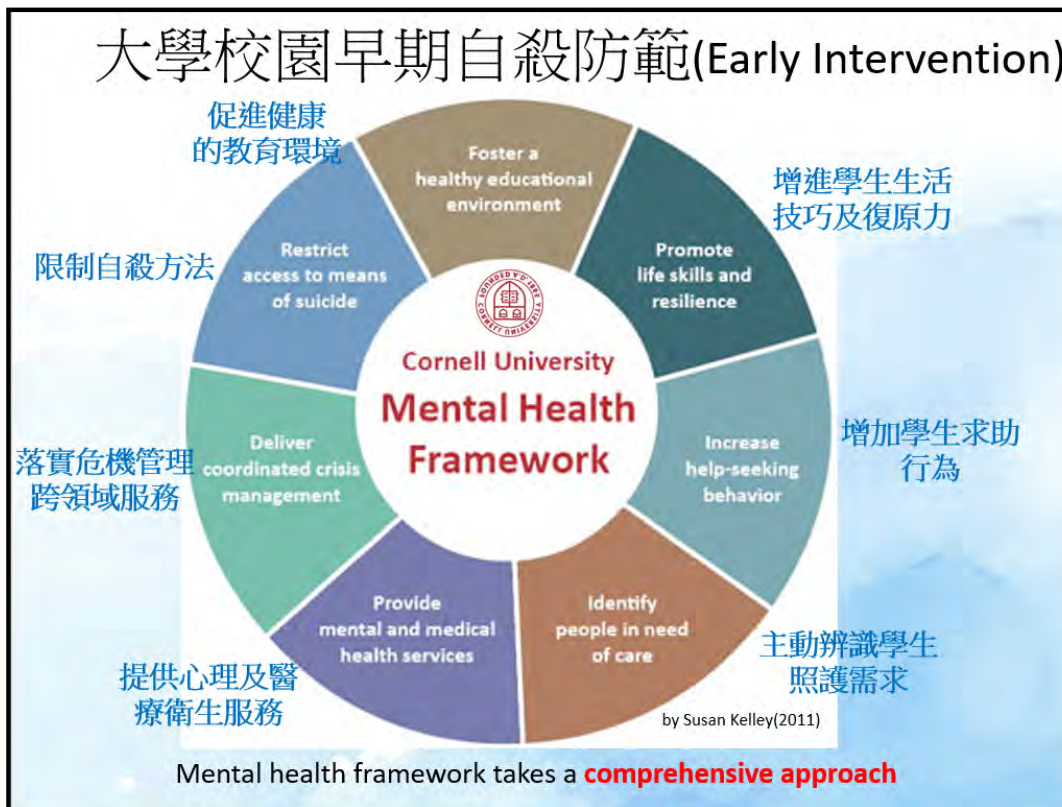 大學校園早期自殺防範(Early Intervention)
促進健康
的教育環境
Foster a
healthy educational
environment
增進學生生活
技巧及復原力
Promote
life skills and
resilience
限制自殺方法
Restrict
access to means
of suicide
Cornell University
Mental Health
Framework
增加學生求助
行為
Increase
help-seeking
behavior
落實危機管理
跨領域服務
Deliver
coordinated crisis
management
Provide
mental and medical
health services
Identify
people in need
of care
主動辨識學生
照護需求
提供心理及醫
療衛生服務
by Susan Kelley(2011)
Mental health framework takes a comprehensive approach